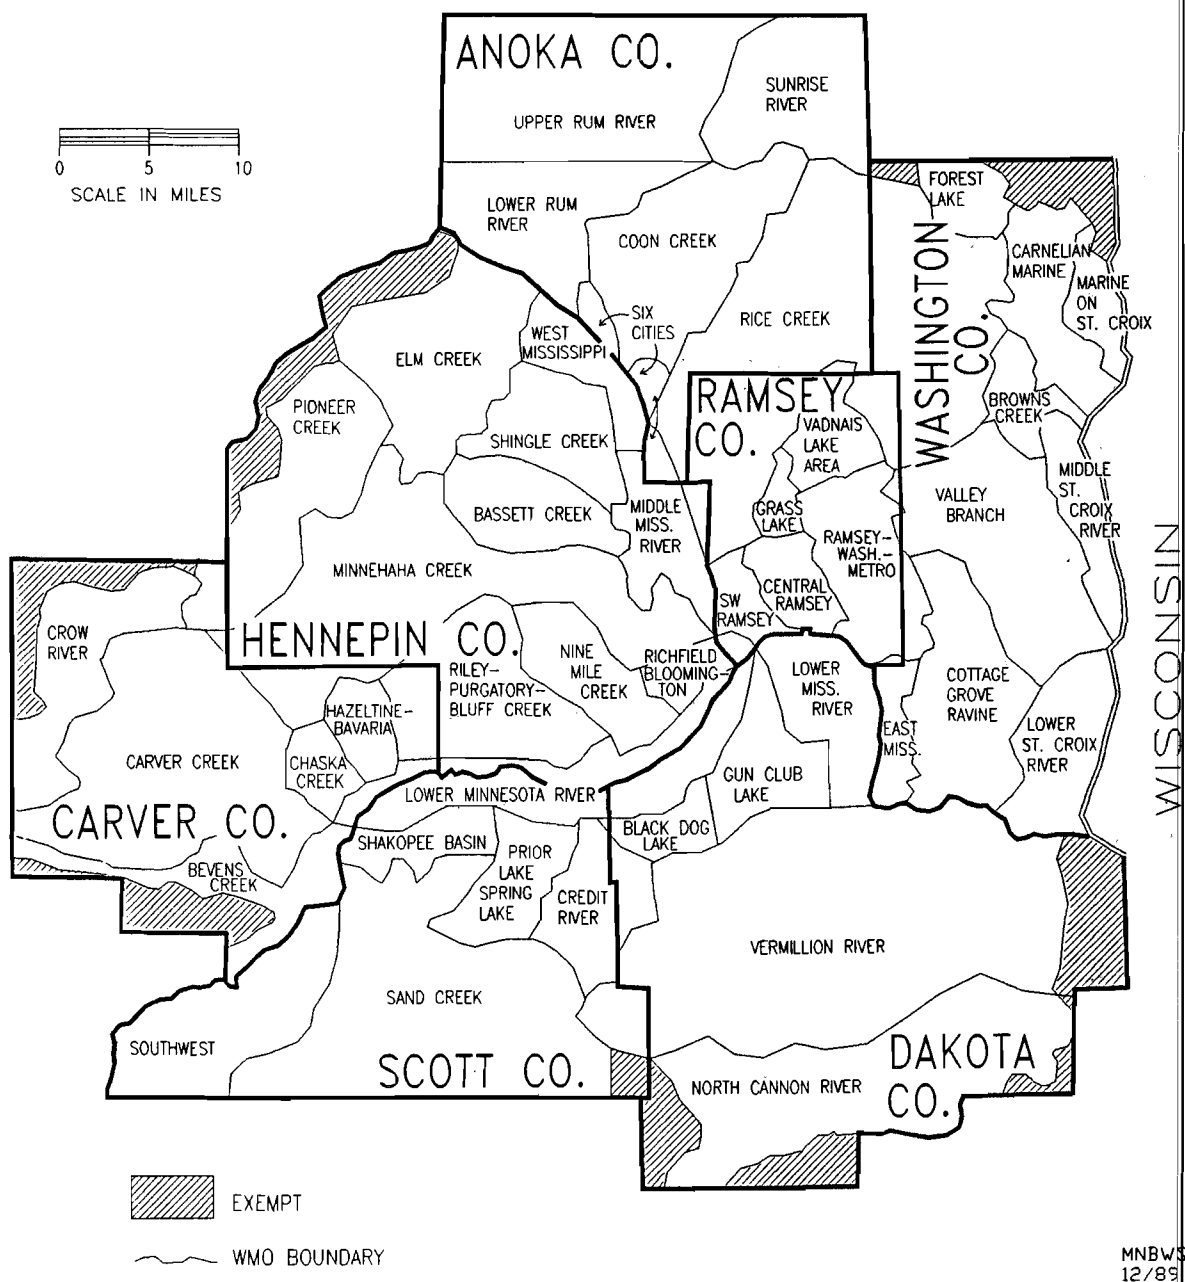 ANOKA CO.
SUNRISE
RIVER
UPPER RUM RIVER
0 5 10
SCALE IN MILES
LOWER RUM
RIVER
COON CREEK
FOREST
LAKE
WASHINGTON
CO.
CARNELIAN
MARINE
MARINE
ON
ST. CROIX
SIX
CITIES
RICE CREEK
WEST
MISSISSIPPI
ELM CREEK
PIONEER
CREEK
RAMSEY
CO.
BROWNS
CREEK
VADNAIS
LAKE
AREA
SHINGLE CREEK
MIDDLE
ST.
CROIX
RIVER
VALLEY
BRANCH
BASSETT CREEK
MIDDLE
MISS.
RIVER
GRASS
LAKE
RAMSEY-
WASH.-
METRO
WISCONSIN
MINNEHAHA CREEK
CENTRAL
RAMSEY
SW
RAMSEY
CROW
RIVER
HENNEPIN CO.
RILEY-
PURGATORY-
BLUFF CREEK
NINE
MILE
CREEK
RICHFIELD
BLOOMING-
TON
LOWER
MISS.
RIVER
COTTAGE
GROVE
RAVINE
HAZELTINE-
BAVARIA
EAST
MISS.
LOWER
ST. CROIX
RIVER
CARVER CREEK
CHASKA
CREEK
GUN CLUB
LAKE
LOWER MINNESOTA RIVER
CARVER CO.
BLACK DOG
LAKE
SHAKOPEE BASIN
PRIOR
LAKE
SPRING
LAKE
BEVENS
CREEK
CREDIT
RIVER
VERMILLION RIVER
SAND CREEK
SOUTHWEST
SCOTT CO.
DAKOTA
CO.
NORTH CANNON RIVER
EXEMPT
WMO BOUNDARY
MNBWS
12/89